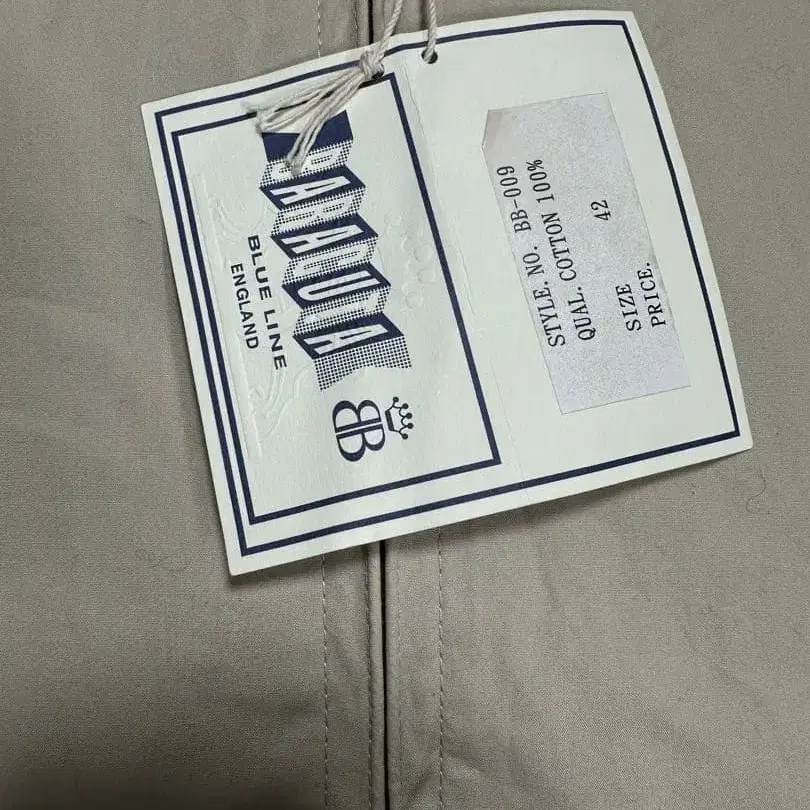 BARACUTA
BLUE LINE
ENGLAND
BB
STYLE. NO. BB-009
QUAL. COTTON 100%
SIZE 42
PRICE.